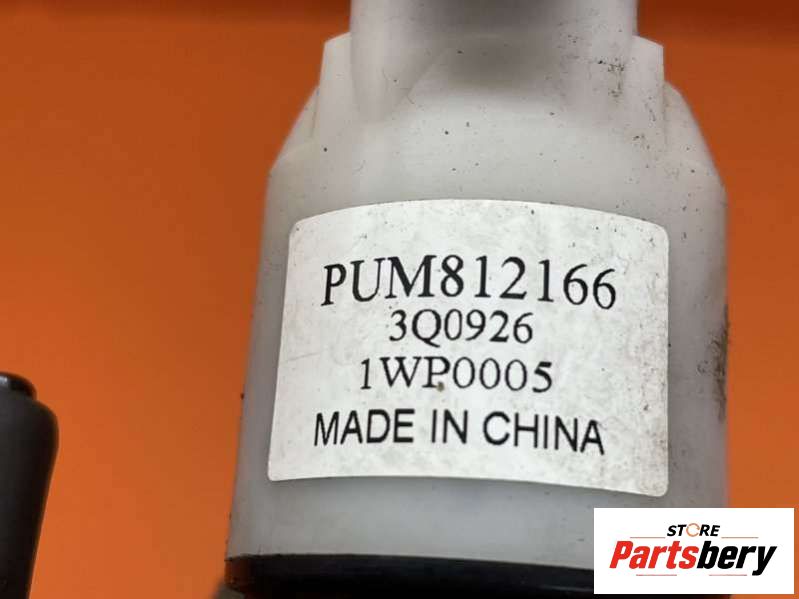 PUM812166
3Q0926
1WP0005
MADE IN CHINA
STORE
Partsbery